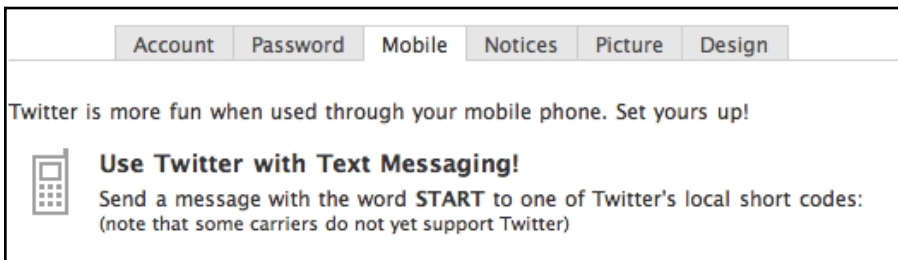 Account Password Mobile Notices Picture Design
Twitter is more fun when used through your mobile phone. Set yours up!
Use Twitter with Text Messaging!
Send a message with the word START to one of Twitter's local short codes:
(note that some carriers do not yet support Twitter)